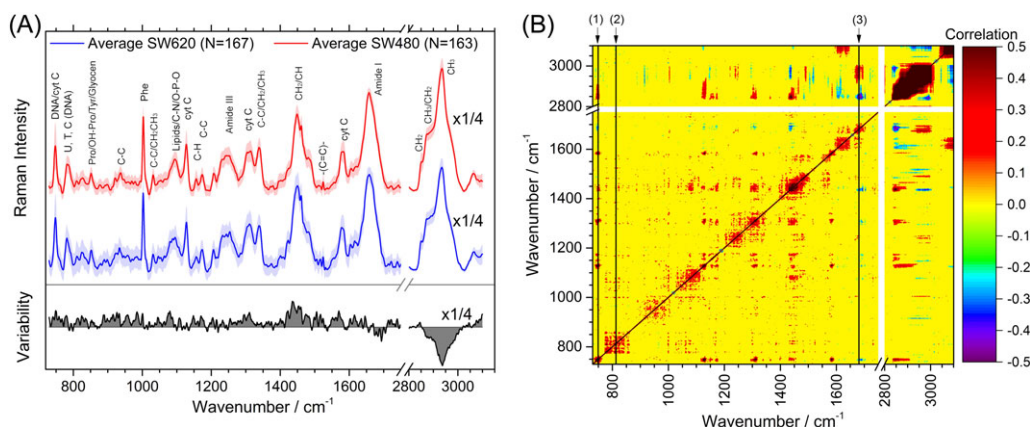 (A)
Average SW620 (N=167)
Average SW480 (N=163)
Raman Intensity
DNA/cyt C
U, T, C (DNA)
Pro/OH-Pro/Tyr/Glyocen
C-C
Phe
C-C/CH2CH3
Lipids/C-N/O-P-O
cyt C
C-H
C-C
Amide III
cyt C
C-C/CH2/CH3
CH2/CH
-(C=C)-
cyt C
Amide I
CH2
CH3/CH2
CH3
x1/4
x1/4
Variability
x1/4
800
1000
1200
1400
1600
2800
3000
Wavenumber / cm-1
(B)
(1)
(2)
(3)
Wavenumber / cm-1
3000
2800
1600
1400
1200
1000
800
800
1000
1200
1400
1600
2800
3000
Wavenumber / cm-1
Correlation
0.5
0.4
0.3
0.2
0.1
0.0
-0.1
-0.2
-0.3
-0.4
-0.5